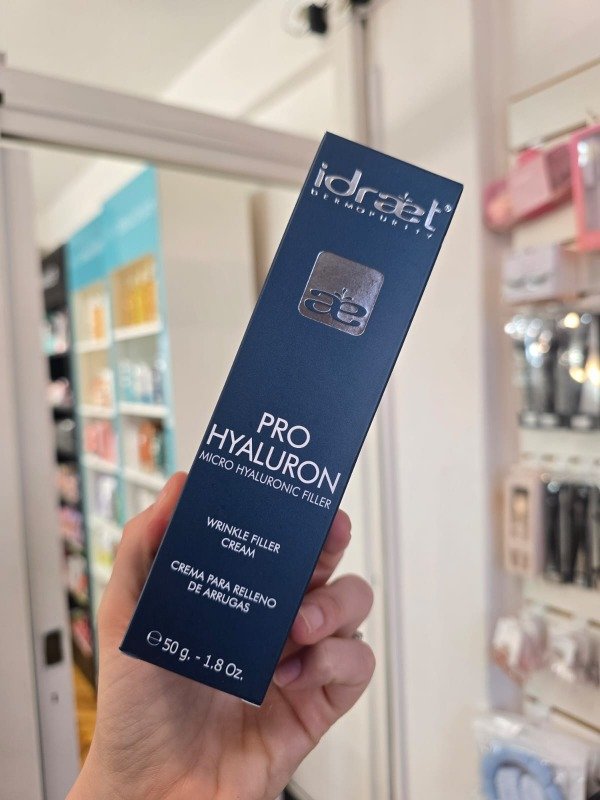 idraet®
DERMOPURITY
æ
PRO
HYALURON
MICRO HYALURONIC FILLER
WRINKLE FILLER
CREAM
CREMA PARA RELLENO
DE ARRUGAS
℮50 g. - 1.8 Oz.